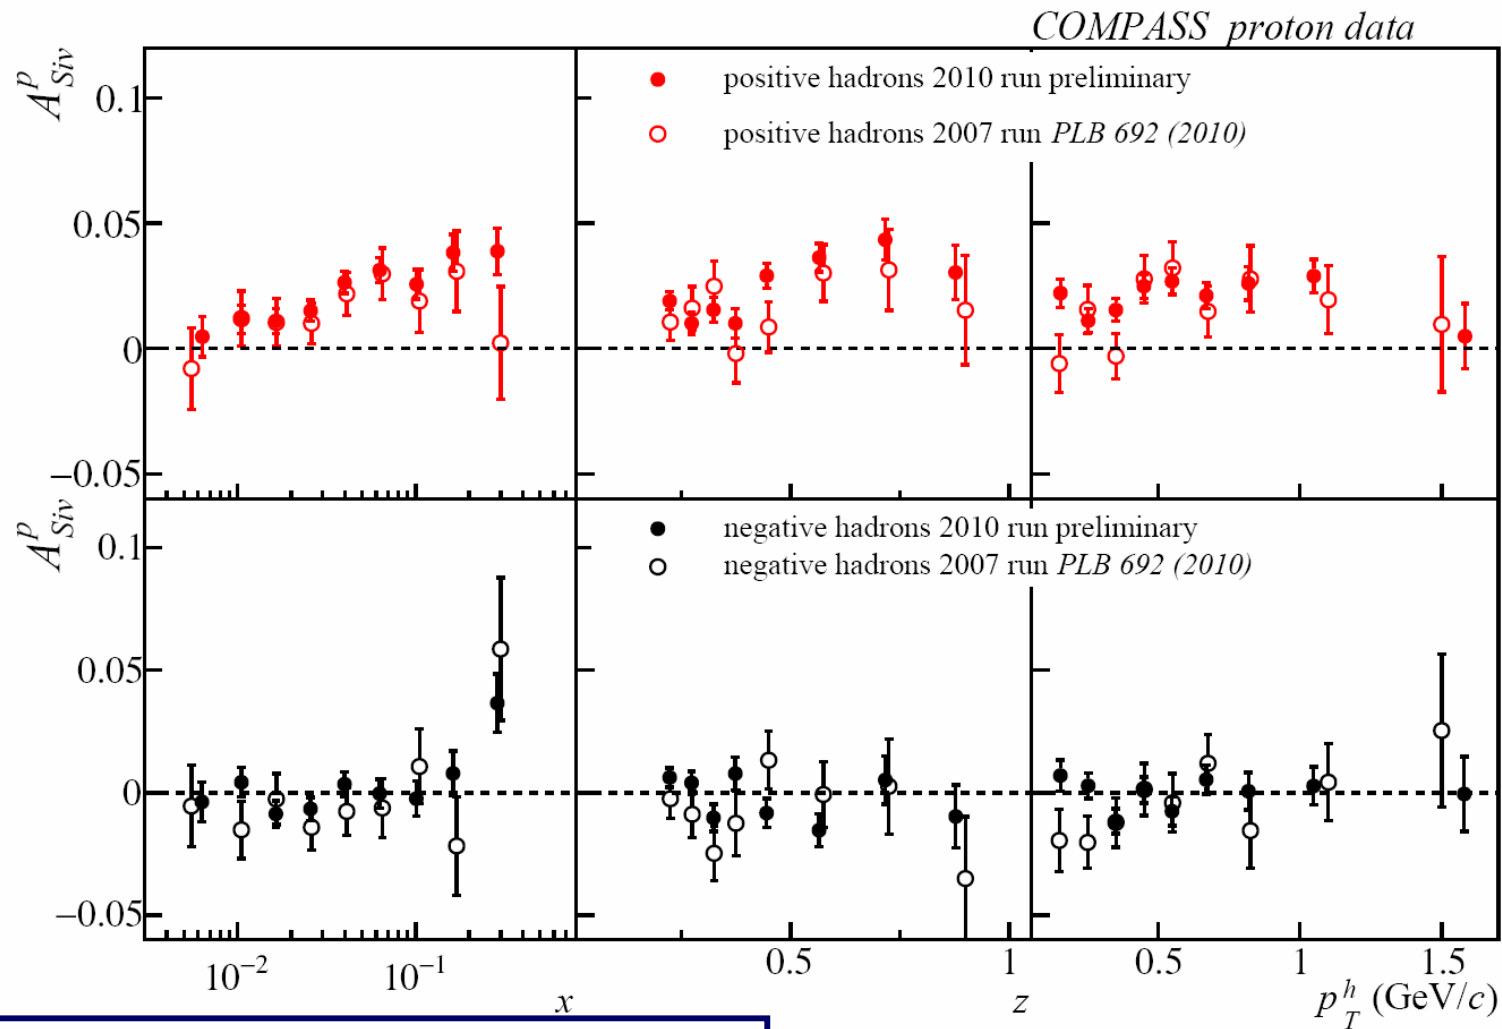 COMPASS proton data
A^p_Siv
0.1
0.05
0
−0.05
positive hadrons 2010 run preliminary
positive hadrons 2007 run PLB 692 (2010)
A^p_Siv
0.1
0.05
0
−0.05
negative hadrons 2010 run preliminary
negative hadrons 2007 run PLB 692 (2010)
10^−2 10^−1 0.5 1 0.5 1 1.5
x z p_T^h (GeV/c)